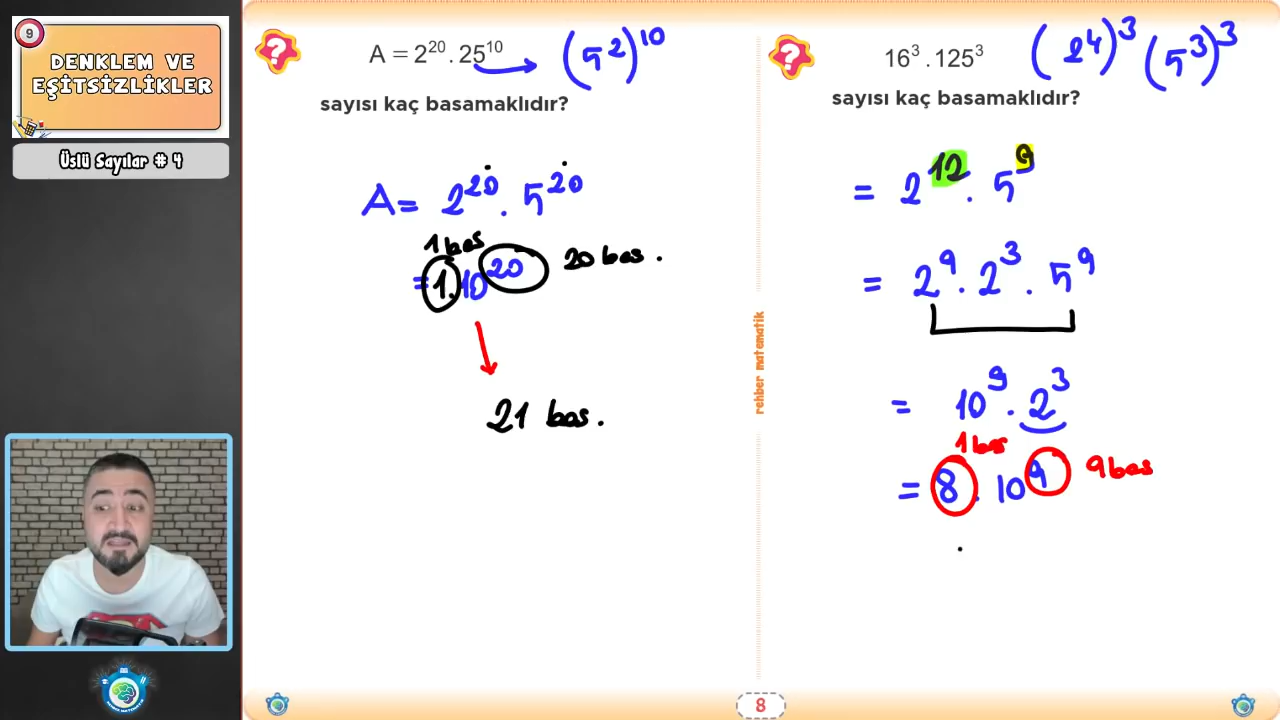 9
ENKLEM VE
EŞİTSİZLİKLER
Üslü Sayılar # 4
A = 2²⁰ . 25¹⁰
(5²)¹⁰
sayısı kaç basamaklıdır?
A = 2²⁰ . 5²⁰
1 bas
= 1.10²⁰
20 bas.
21 bas.
rehber matematik
16³ . 125³
(2⁴)³ (5³)³
sayısı kaç basamaklıdır?
= 2¹² . 5⁹
= 2⁹ . 2³ . 5⁹
= 10⁹ . 2³
1 bas
= 8 . 10⁹
9 bas
8